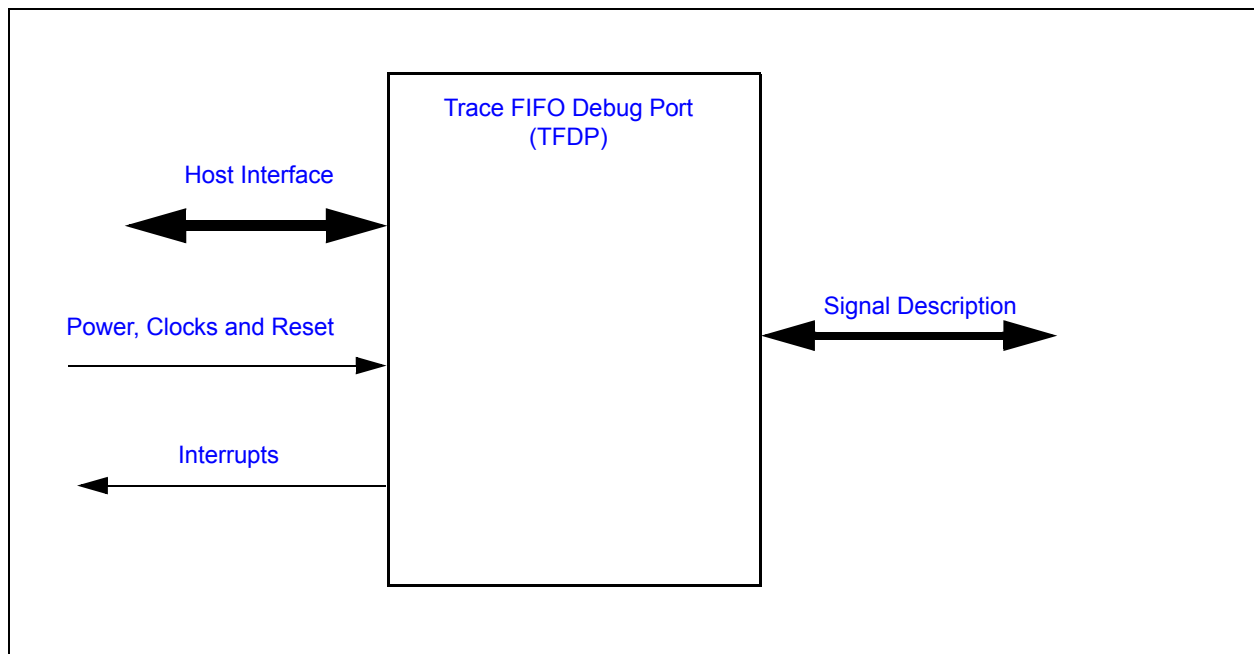 Trace FIFO Debug Port
(TFDP)
Host Interface
Signal Description
Power, Clocks and Reset
Interrupts